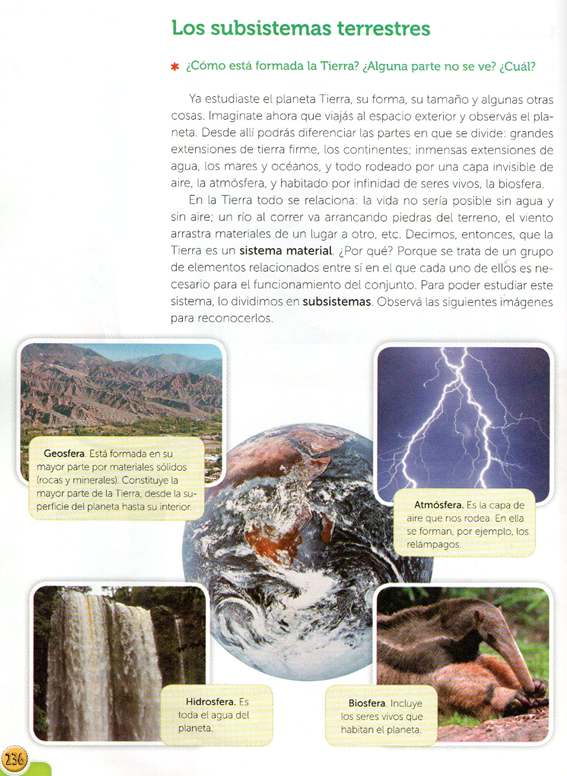 Los subsistemas terrestres
* ¿Cómo está formada la Tierra? ¿Alguna parte no se ve? ¿Cuál?
Ya estudiaste el planeta Tierra, su forma, su tamaño y algunas otras
cosas. Imaginate ahora que viajás al espacio exterior y observás el pla-
neta. Desde allí podrás diferenciar las partes en que se divide: grandes
extensiones de tierra firme, los continentes; inmensas extensiones de
agua, los mares y océanos, y todo rodeado por una capa invisible de
aire, la atmósfera, y habitado por infinidad de seres vivos, la biosfera.
En la Tierra todo se relaciona: la vida no sería posible sin agua y
sin aire; un río al correr va arrancando piedras del terreno, el viento
arrastra materiales de un lugar a otro, etc. Decimos, entonces, que la
Tierra es un sistema material. ¿Por qué? Porque se trata de un grupo
de elementos relacionados entre sí en el que cada uno de ellos es ne-
cesario para el funcionamiento del conjunto. Para poder estudiar este
sistema, lo dividimos en subsistemas. Observá las siguientes imágenes
para reconocerlos.
Geosfera. Está formada en su
mayor parte por materiales sólidos
(rocas y minerales). Constituye la
mayor parte de la Tierra, desde la su-
perficie del planeta hasta su interior.
Atmósfera. Es la capa de
aire que nos rodea. En ella
se forman, por ejemplo, los
relámpagos.
Hidrosfera. Es
toda el agua del
planeta.
Biosfera. Incluye
los seres vivos que
habitan el planeta.
236